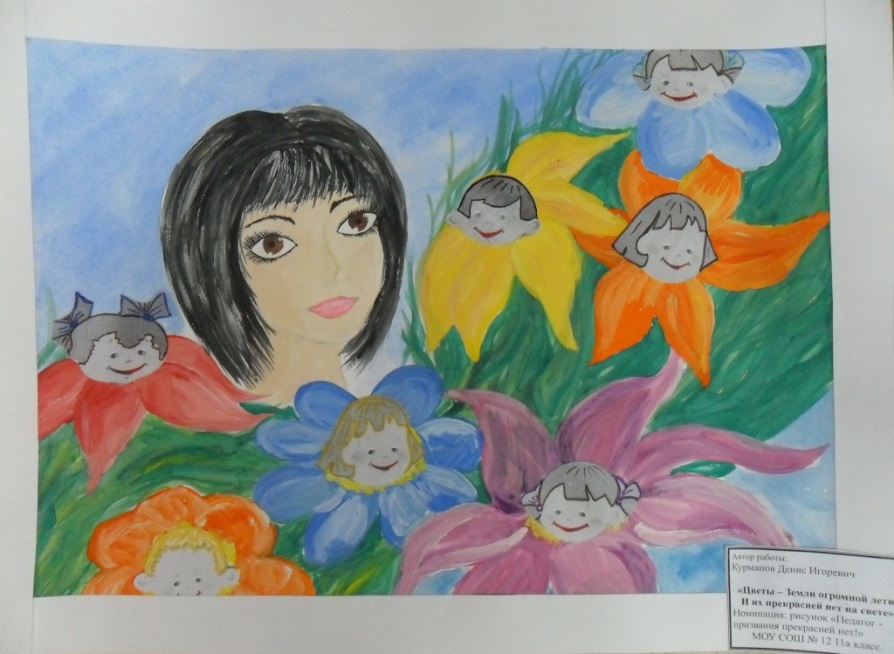 Автор работы:
Курманов Денис Игоревич
«Цветы – Земли огромной дети
И их прекрасней нет на свете»
Номинация: рисунок «Педагог -
призвания прекрасней нет!»
МОУ СОШ № 12 11а класс.